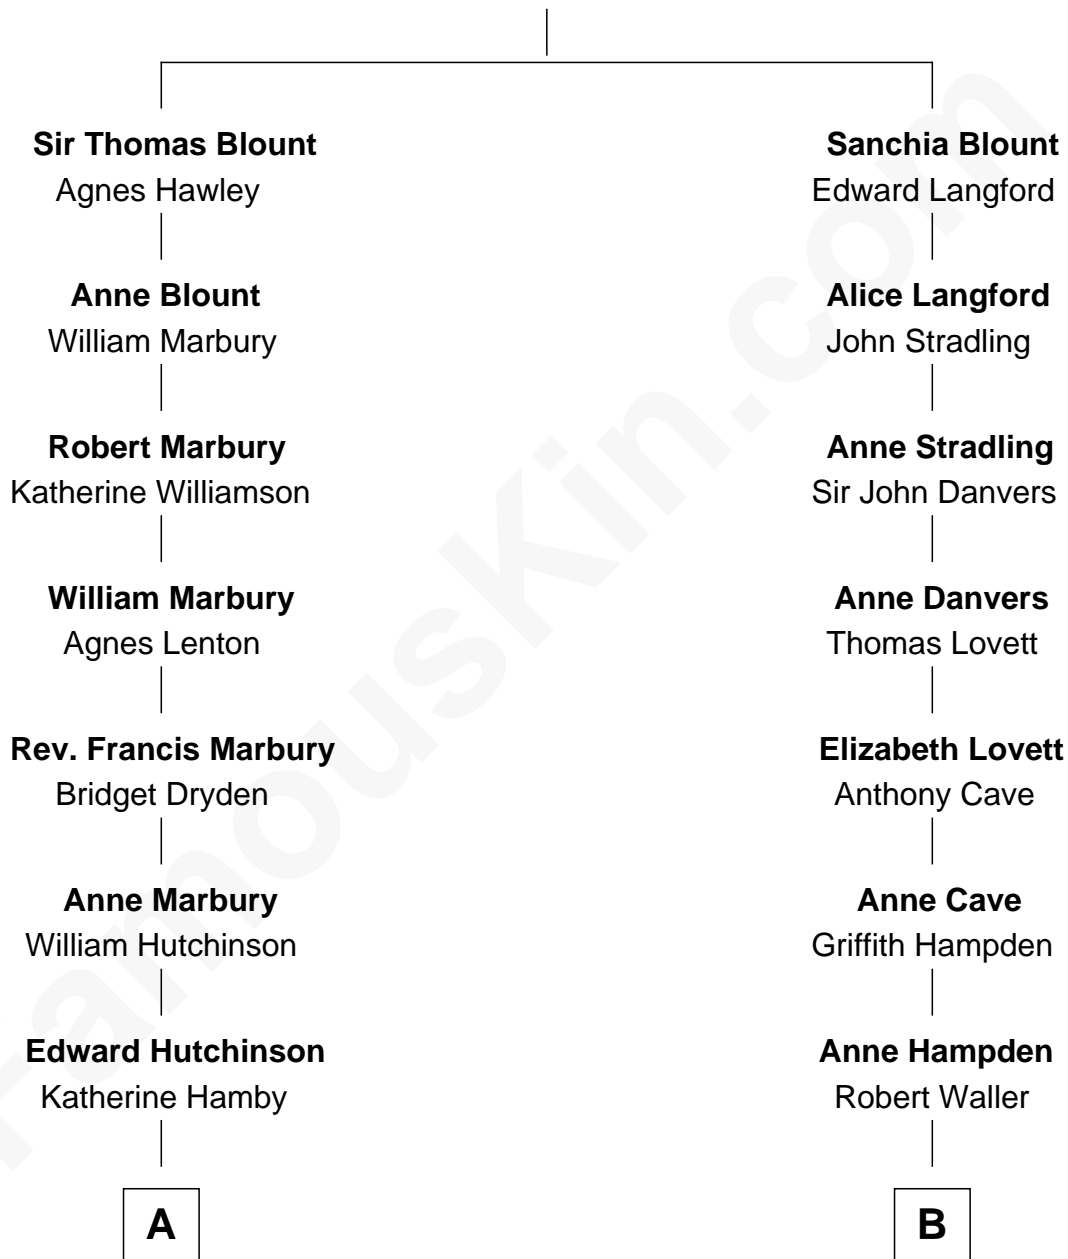 Sir Thomas Blount
Agnes Hawley
Anne Blount
William Marbury
Robert Marbury
Katherine Williamson
William Marbury
Agnes Lenton
Rev. Francis Marbury
Bridget Dryden
Anne Marbury
William Hutchinson
Edward Hutchinson
Katherine Hamby
A
Sanchia Blount
Edward Langford
Alice Langford
John Stradling
Anne Stradling
Sir John Danvers
Anne Danvers
Thomas Lovett
Elizabeth Lovett
Anthony Cave
Anne Cave
Griffith Hampden
Anne Hampden
Robert Waller
B
FamousKin.com